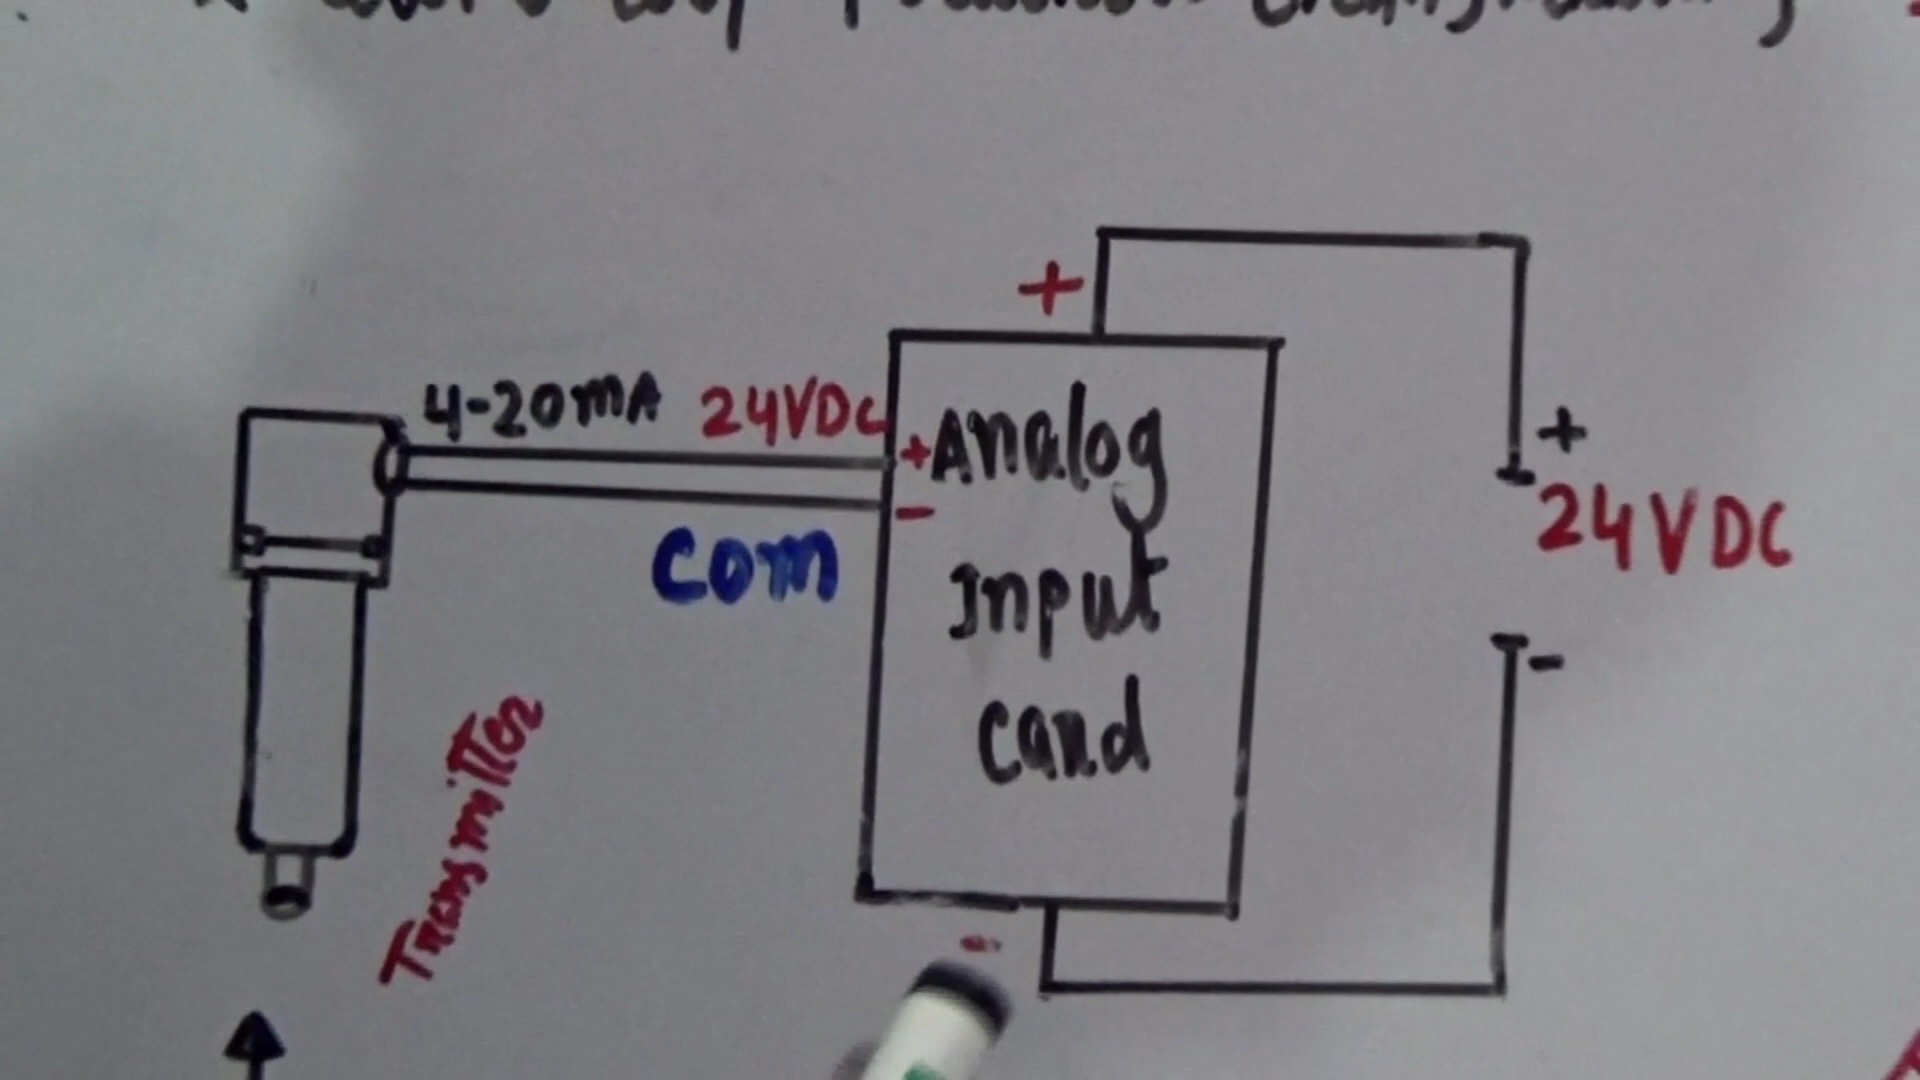 +
4-20mA 24VDC
+ Analog
-
+
24VDC
Com
Input
Card
-
Transmitter
-